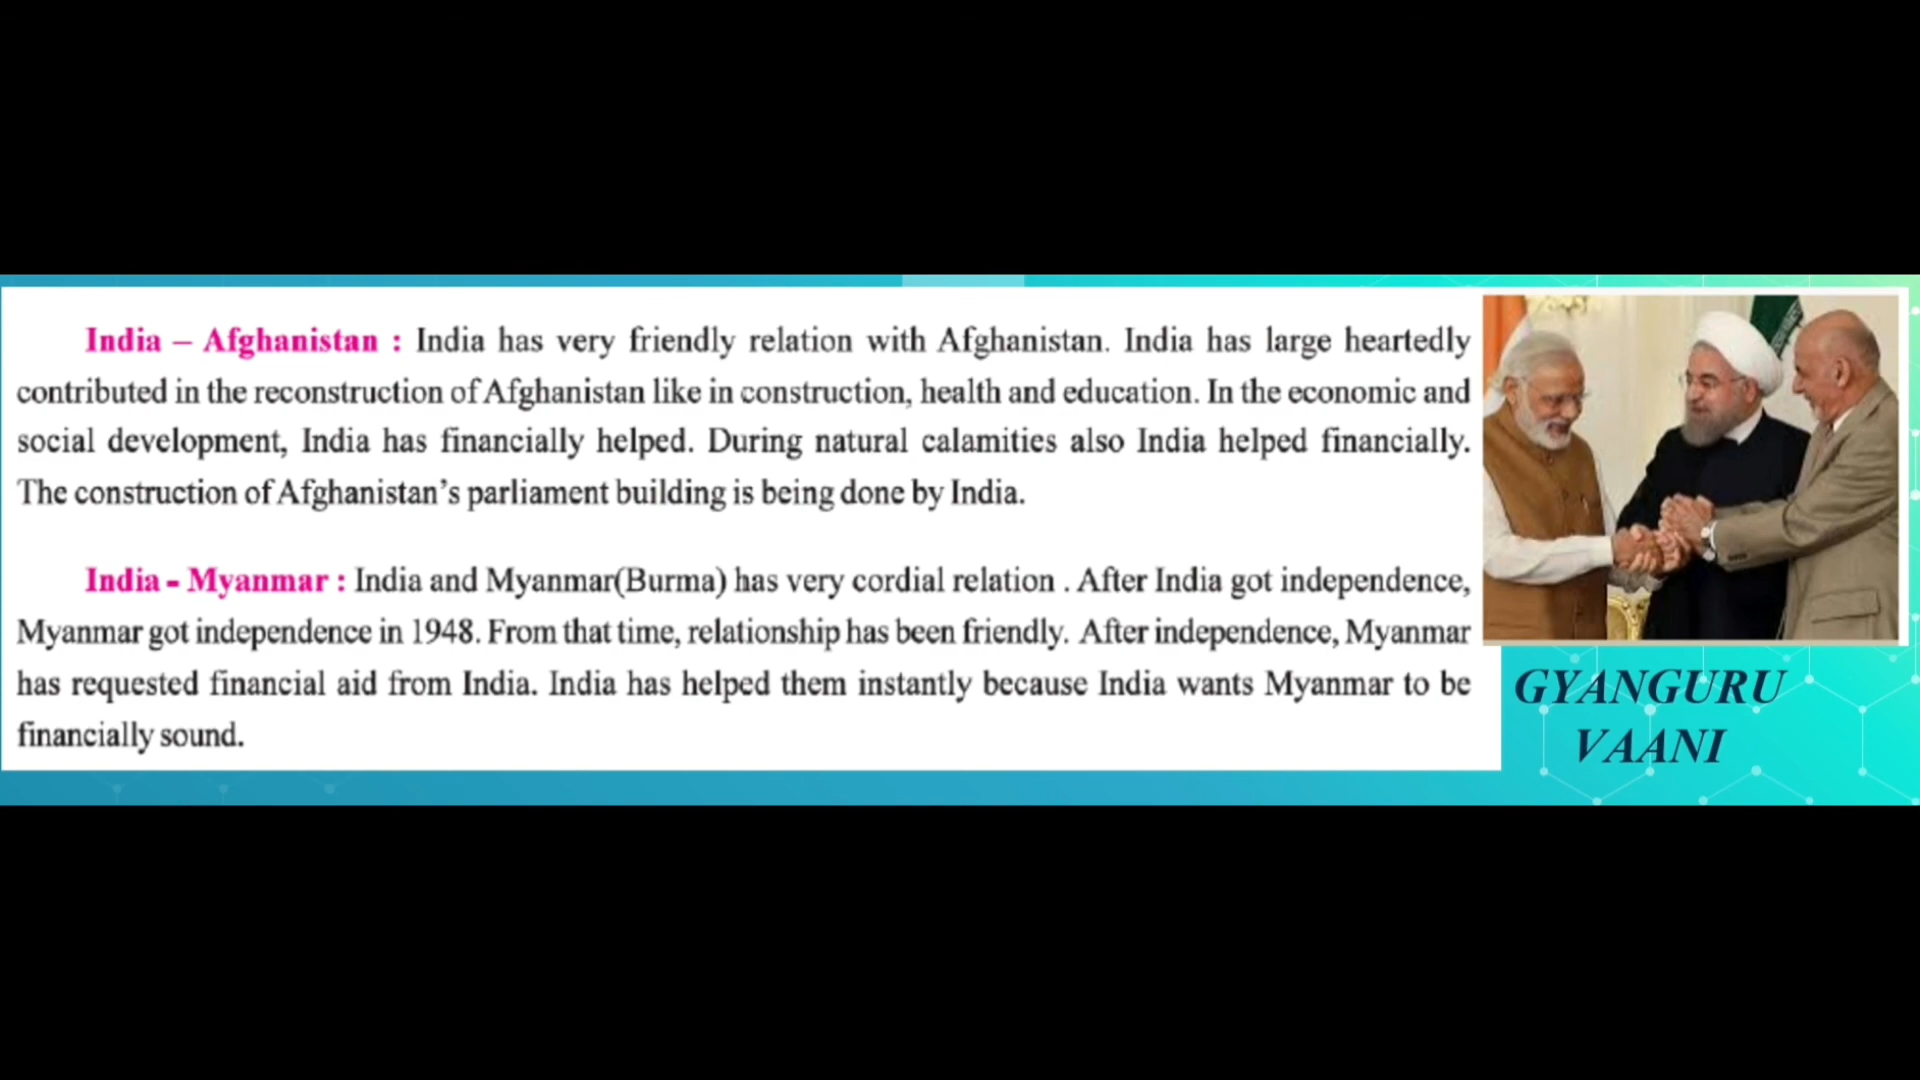 India – Afghanistan : India has very friendly relation with Afghanistan. India has large heartedly
contributed in the reconstruction of Afghanistan like in construction, health and education. In the economic and
social development, India has financially helped. During natural calamities also India helped financially.
The construction of Afghanistan’s parliament building is being done by India.
India - Myanmar : India and Myanmar(Burma) has very cordial relation . After India got independence,
Myanmar got independence in 1948. From that time, relationship has been friendly. After independence, Myanmar
has requested financial aid from India. India has helped them instantly because India wants Myanmar to be
financially sound.
GYANGURU
VAANI